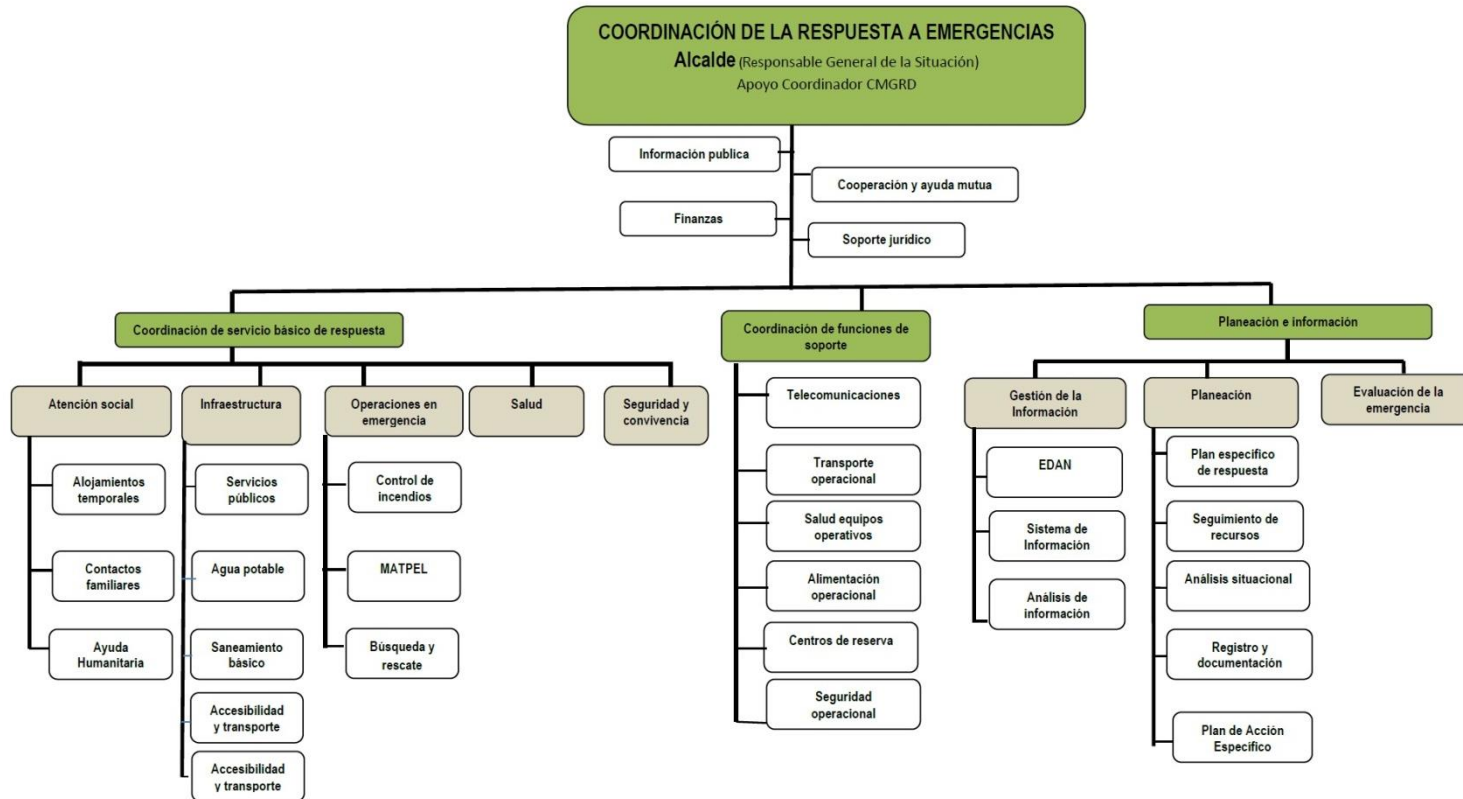 COORDINACIÓN DE LA RESPUESTA A EMERGENCIAS
Alcalde (Responsable General de la Situación)
Apoyo Coordinador CMGRD
Información publica
Cooperación y ayuda mutua
Finanzas
Soporte jurídico
Coordinación de servicio básico de respuesta
Atención social
Alojamientos
temporales
Contactos
familiares
Ayuda
Humanitaria
Infraestructura
Servicios
públicos
Agua potable
Saneamiento
básico
Accesibilidad
y transporte
Accesibilidad
y transporte
Operaciones en
emergencia
Control de
incendios
MATPEL
Búsqueda y
rescate
Salud
Seguridad y
convivencia
Coordinación de funciones de
soporte
Telecomunicaciones
Transporte
operacional
Salud equipos
operativos
Alimentación
operacional
Centros de reserva
Seguridad
operacional
Planeación e información
Gestión de la
Información
EDAN
Sistema de
Información
Análisis de
información
Planeación
Plan especifico
de respuesta
Seguimiento de
recursos
Análisis situacional
Registro y
documentación
Plan de Acción
Específico
Evaluación de la
emergencia